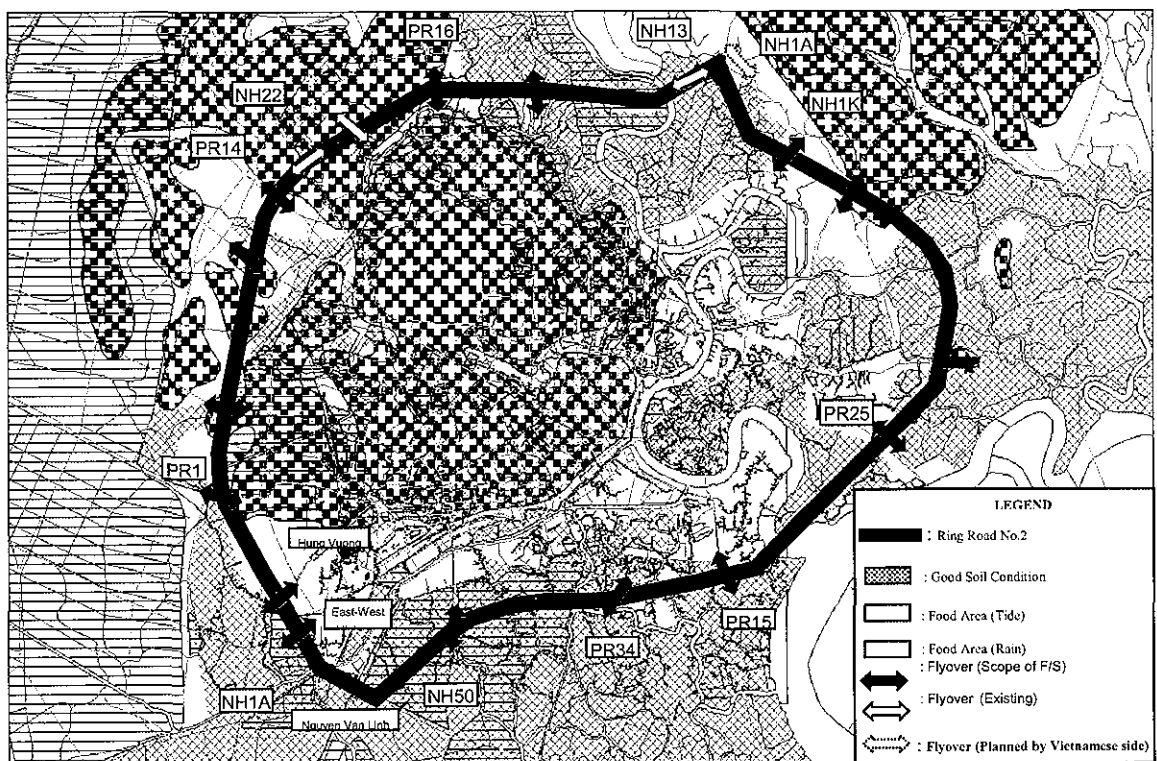 PR16
NH13
NH1A
NH22
NH1K
PR14
PR25
PR1
Hung Vuong
East-West
PR15
PR34
NH1A
NH50
Nguyen Van Linh
LEGEND
: Ring Road No.2
: Good Soil Condition
: Food Area (Tide)
: Food Area (Rain)
: Flyover (Scope of F/S)
: Flyover (Existing)
: Flyover (Planned by Vietnamese side)